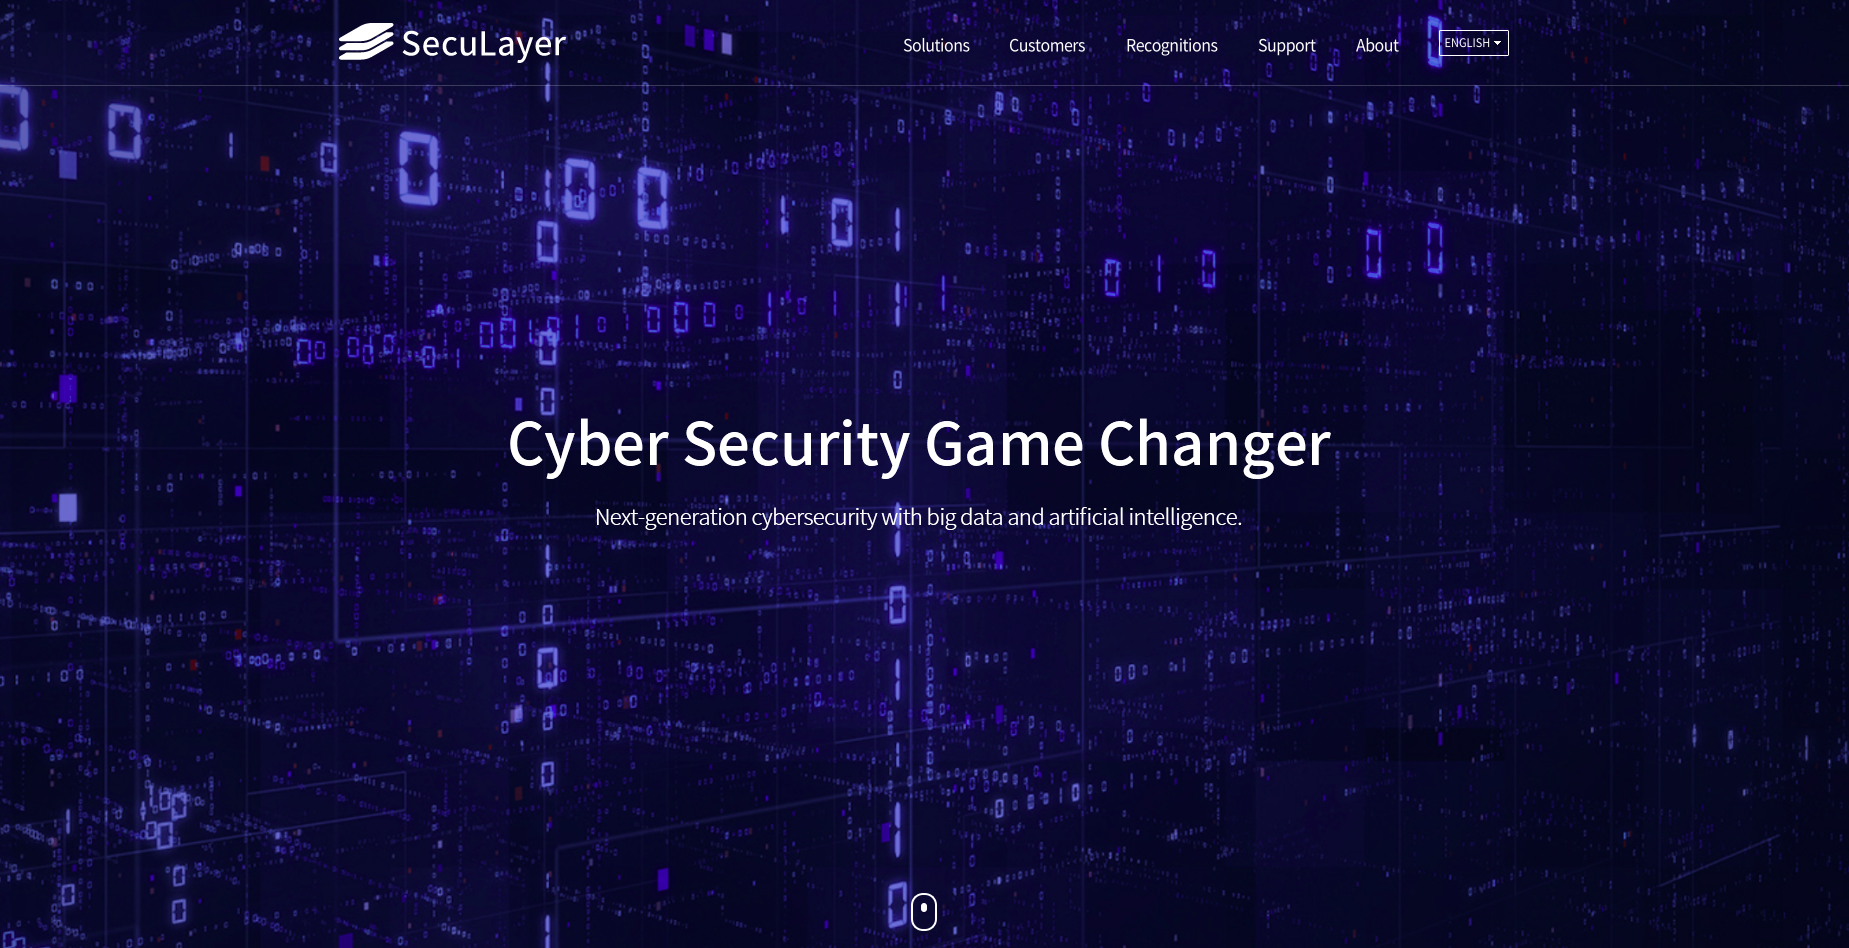 SecuLayer
Solutions Customers Recognitions Support About ENGLISH
Cyber Security Game Changer
Next-generation cybersecurity with big data and artificial intelligence.